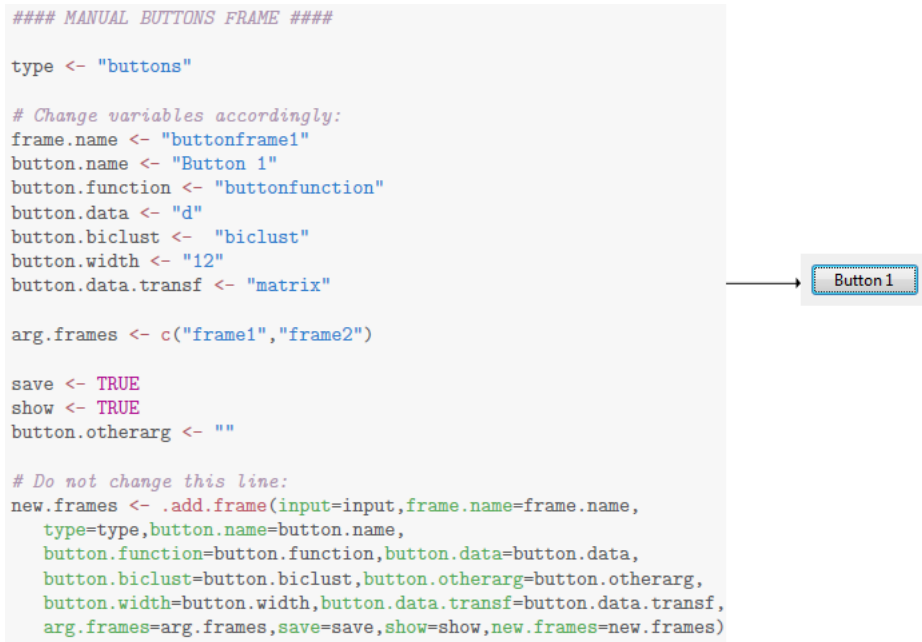 #### MANUAL BUTTONS FRAME ####
type <- "buttons"
# Change variables accordingly:
frame.name <- "buttonframe1"
button.name <- "Button 1"
button.function <- "buttonfunction"
button.data <- "d"
button.biclust <-  "biclust"
button.width <- "12"
button.data.transf <- "matrix"
Button 1
arg.frames <- c("frame1","frame2")
save <- TRUE
show <- TRUE
button.otherarg <- ""
# Do not change this line:
new.frames <- .add.frame(input=input,frame.name=frame.name,
type=type,button.name=button.name,
button.function=button.function,button.data=button.data,
button.biclust=button.biclust,button.otherarg=button.otherarg,
button.width=button.width,button.data.transf=button.data.transf,
arg.frames=arg.frames,save=save,show=show,new.frames=new.frames)